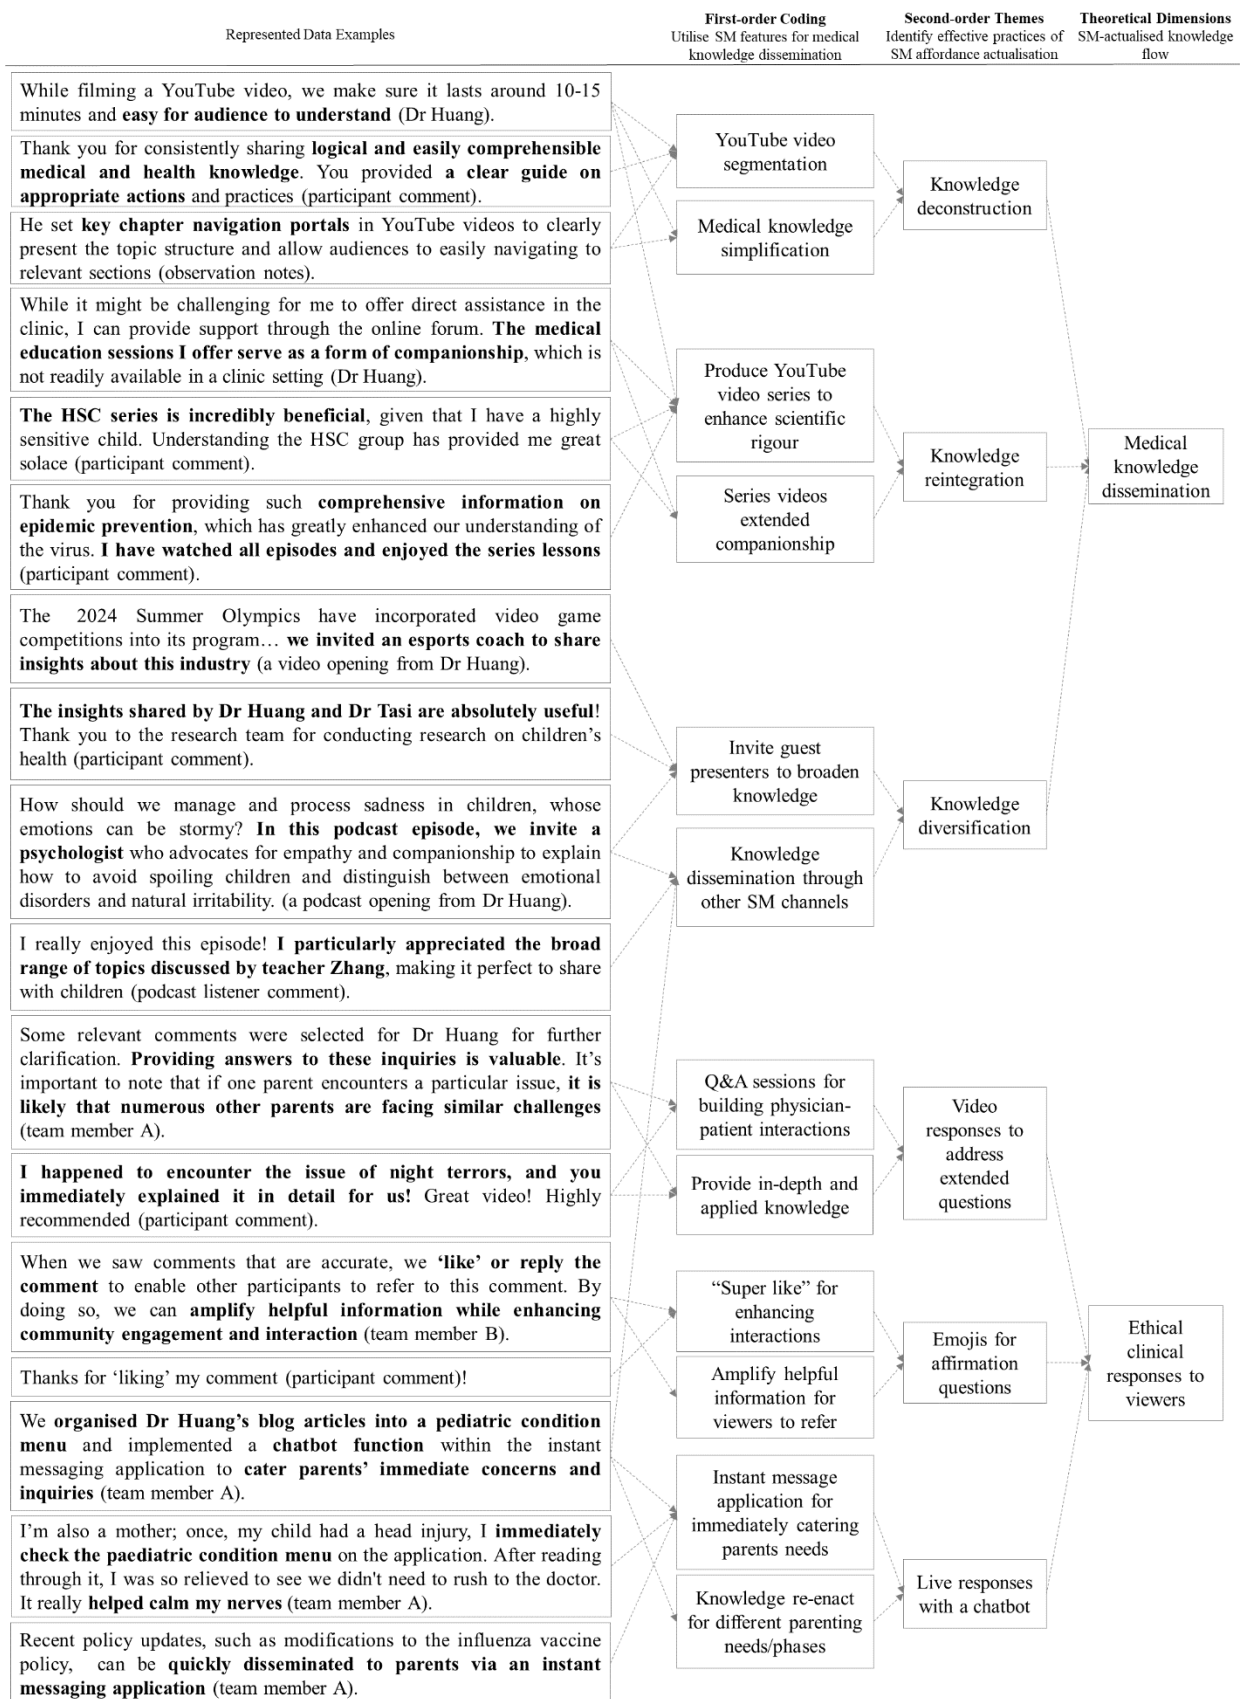 Represented Data Examples
First-order Coding
Utilise SM features for medical
knowledge dissemination
Second-order Themes
Identify effective practices of
SM affordance actualisation
Theoretical Dimensions
SM-actualised knowledge
flow
While filming a YouTube video, we make sure it lasts around 10-15
minutes and easy for audience to understand (Dr Huang).
Thank you for consistently sharing logical and easily comprehensible
medical and health knowledge. You provided a clear guide on
appropriate actions and practices (participant comment).
He set key chapter navigation portals in YouTube videos to clearly
present the topic structure and allow audiences to easily navigating to
relevant sections (observation notes).
While it might be challenging for me to offer direct assistance in the
clinic, I can provide support through the online forum. The medical
education sessions I offer serve as a form of companionship, which is
not readily available in a clinic setting (Dr Huang).
The HSC series is incredibly beneficial, given that I have a highly
sensitive child. Understanding the HSC group has provided me great
solace (participant comment).
Thank you for providing such comprehensive information on
epidemic prevention, which has greatly enhanced our understanding of
the virus. I have watched all episodes and enjoyed the series lessons
(participant comment).
The 2024 Summer Olympics have incorporated video game
competitions into its program… we invited an esports coach to share
insights about this industry (a video opening from Dr Huang).
The insights shared by Dr Huang and Dr Tasi are absolutely useful!
Thank you to the research team for conducting research on children's
health (participant comment).
How should we manage and process sadness in children, whose
emotions can be stormy? In this podcast episode, we invite a
psychologist who advocates for empathy and companionship to explain
how to avoid spoiling children and distinguish between emotional
disorders and natural irritability. (a podcast opening from Dr Huang).
I really enjoyed this episode! I particularly appreciated the broad
range of topics discussed by teacher Zhang, making it perfect to share
with children (podcast listener comment).
Some relevant comments were selected for Dr Huang for further
clarification. Providing answers to these inquiries is valuable. It's
important to note that if one parent encounters a particular issue, it is
likely that numerous other parents are facing similar challenges
(team member A).
I happened to encounter the issue of night terrors, and you
immediately explained it in detail for us! Great video! Highly
recommended (participant comment).
When we saw comments that are accurate, we 'like' or reply the
comment to enable other participants to refer to this comment. By
doing so, we can amplify helpful information while enhancing
community engagement and interaction (team member B).
Thanks for 'liking' my comment (participant comment)!
We organised Dr Huang's blog articles into a pediatric condition
menu and implemented a chatbot function within the instant
messaging application to cater parents' immediate concerns and
inquiries (team member A).
I'm also a mother; once, my child had a head injury, I immediately
check the paediatric condition menu on the application. After reading
through it, I was so relieved to see we didn't need to rush to the doctor.
It really helped calm my nerves (team member A).
Recent policy updates, such as modifications to the influenza vaccine
policy, can be quickly disseminated to parents via an instant
messaging application (team member A).
YouTube video
segmentation
Medical knowledge
simplification
Produce YouTube
video series to
enhance scientific
rigour
Series videos
extended
companionship
Invite guest
presenters to broaden
knowledge
Knowledge
dissemination through
other SM channels
Q&A sessions for
building physician-
patient interactions
Provide in-depth and
applied knowledge
“Super like” for
enhancing
interactions
Amplify helpful
information for
viewers to refer
Instant message
application for
immediately catering
parents needs
Knowledge re-enact
for different parenting
needs/phases
Knowledge
deconstruction
Knowledge
reintegration
Knowledge
diversification
Video
responses to
address
extended
questions
Emojis for
affirmation
questions
Live responses
with a chatbot
Medical
knowledge
dissemination
Ethical
clinical
responses to
viewers